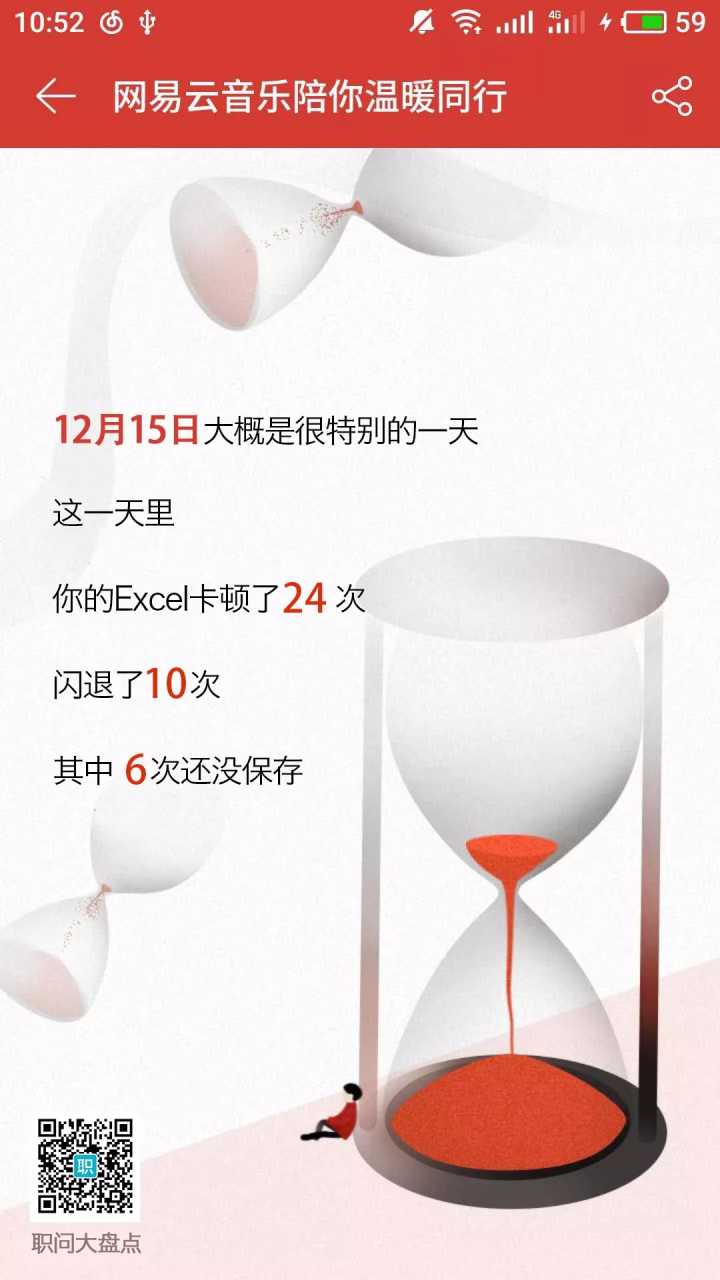 10:52
4G
59
网易云音乐陪你温暖同行
12月15日大概是很特别的一天
这一天里
你的Excel卡顿了24 次
闪退了10次
其中 6次还没保存
职
职问大盘点